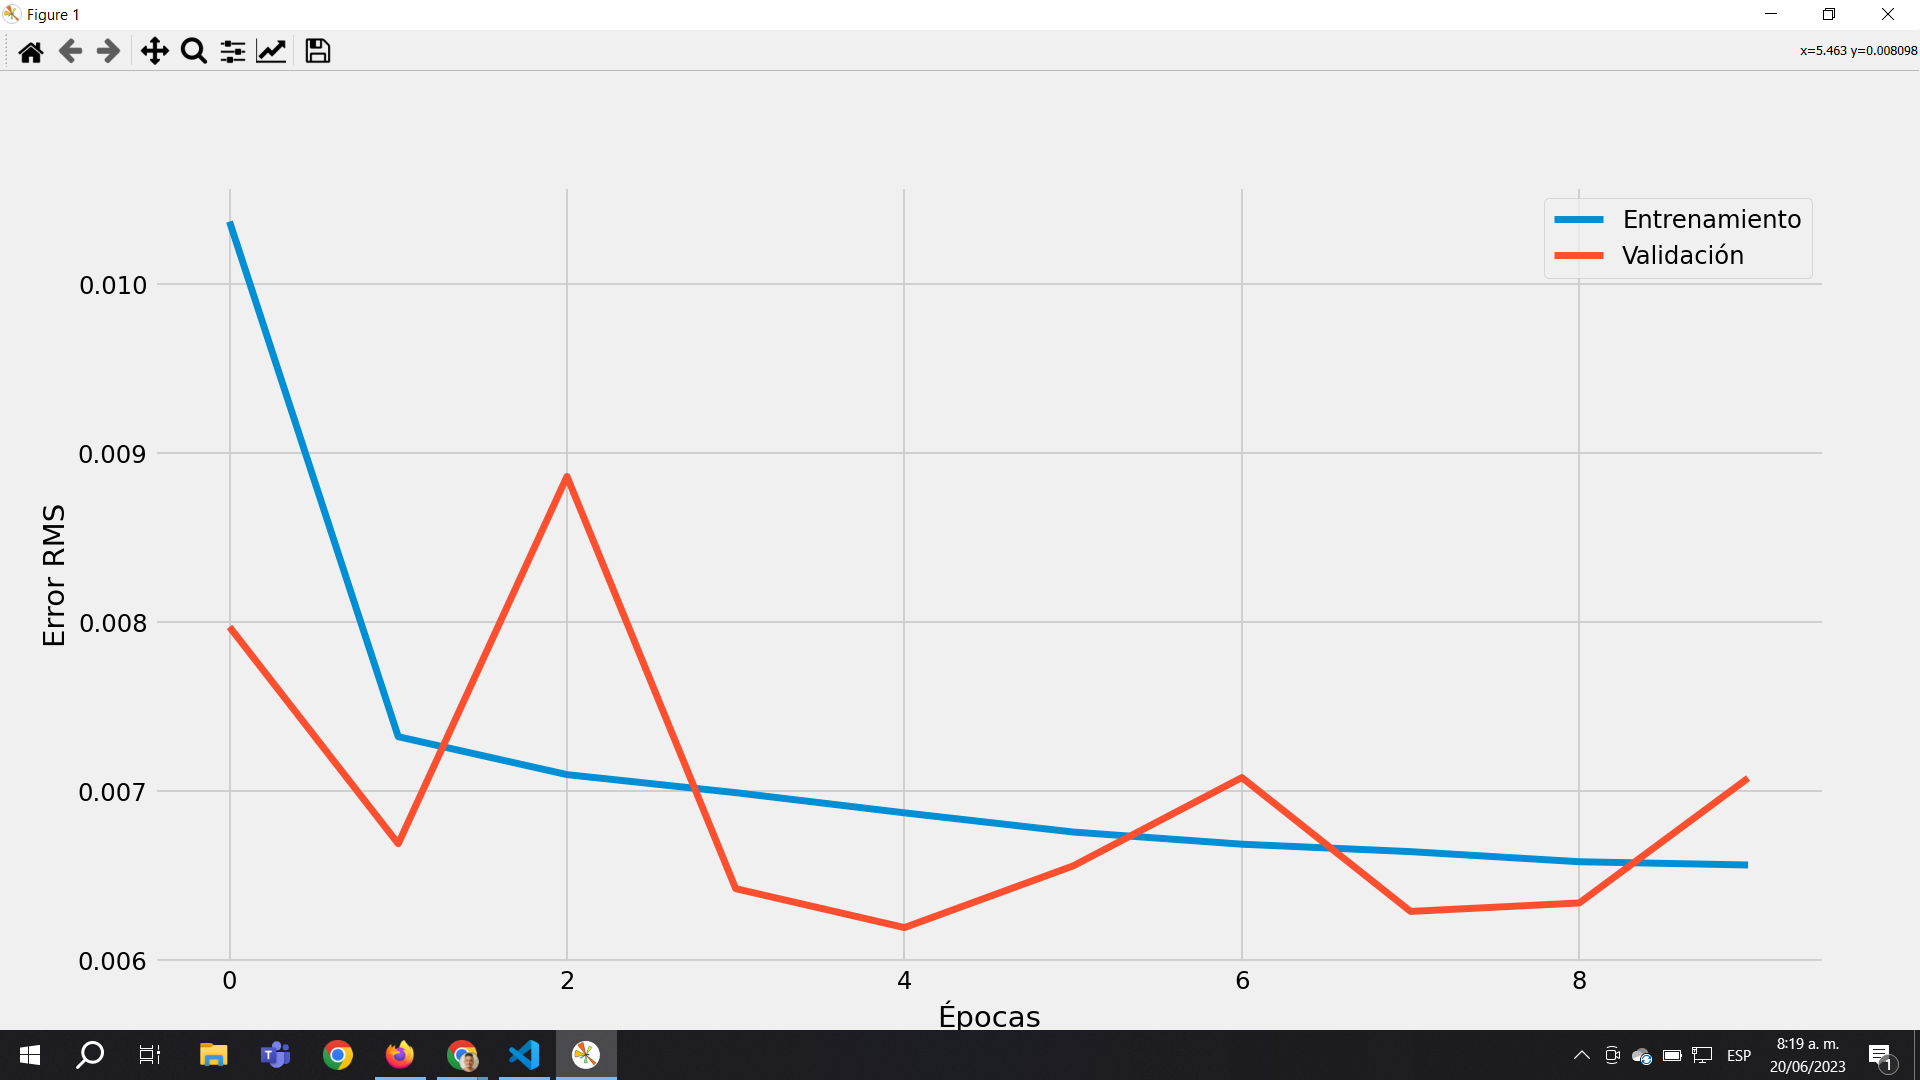 Figure 1
x=5.463 y=0.008098
Entrenamiento
Validación
0.010
0.009
0.008
0.007
0.006
Error RMS
0 2 4 6 8
Épocas
ESP
8:19 a. m.
20/06/2023
1